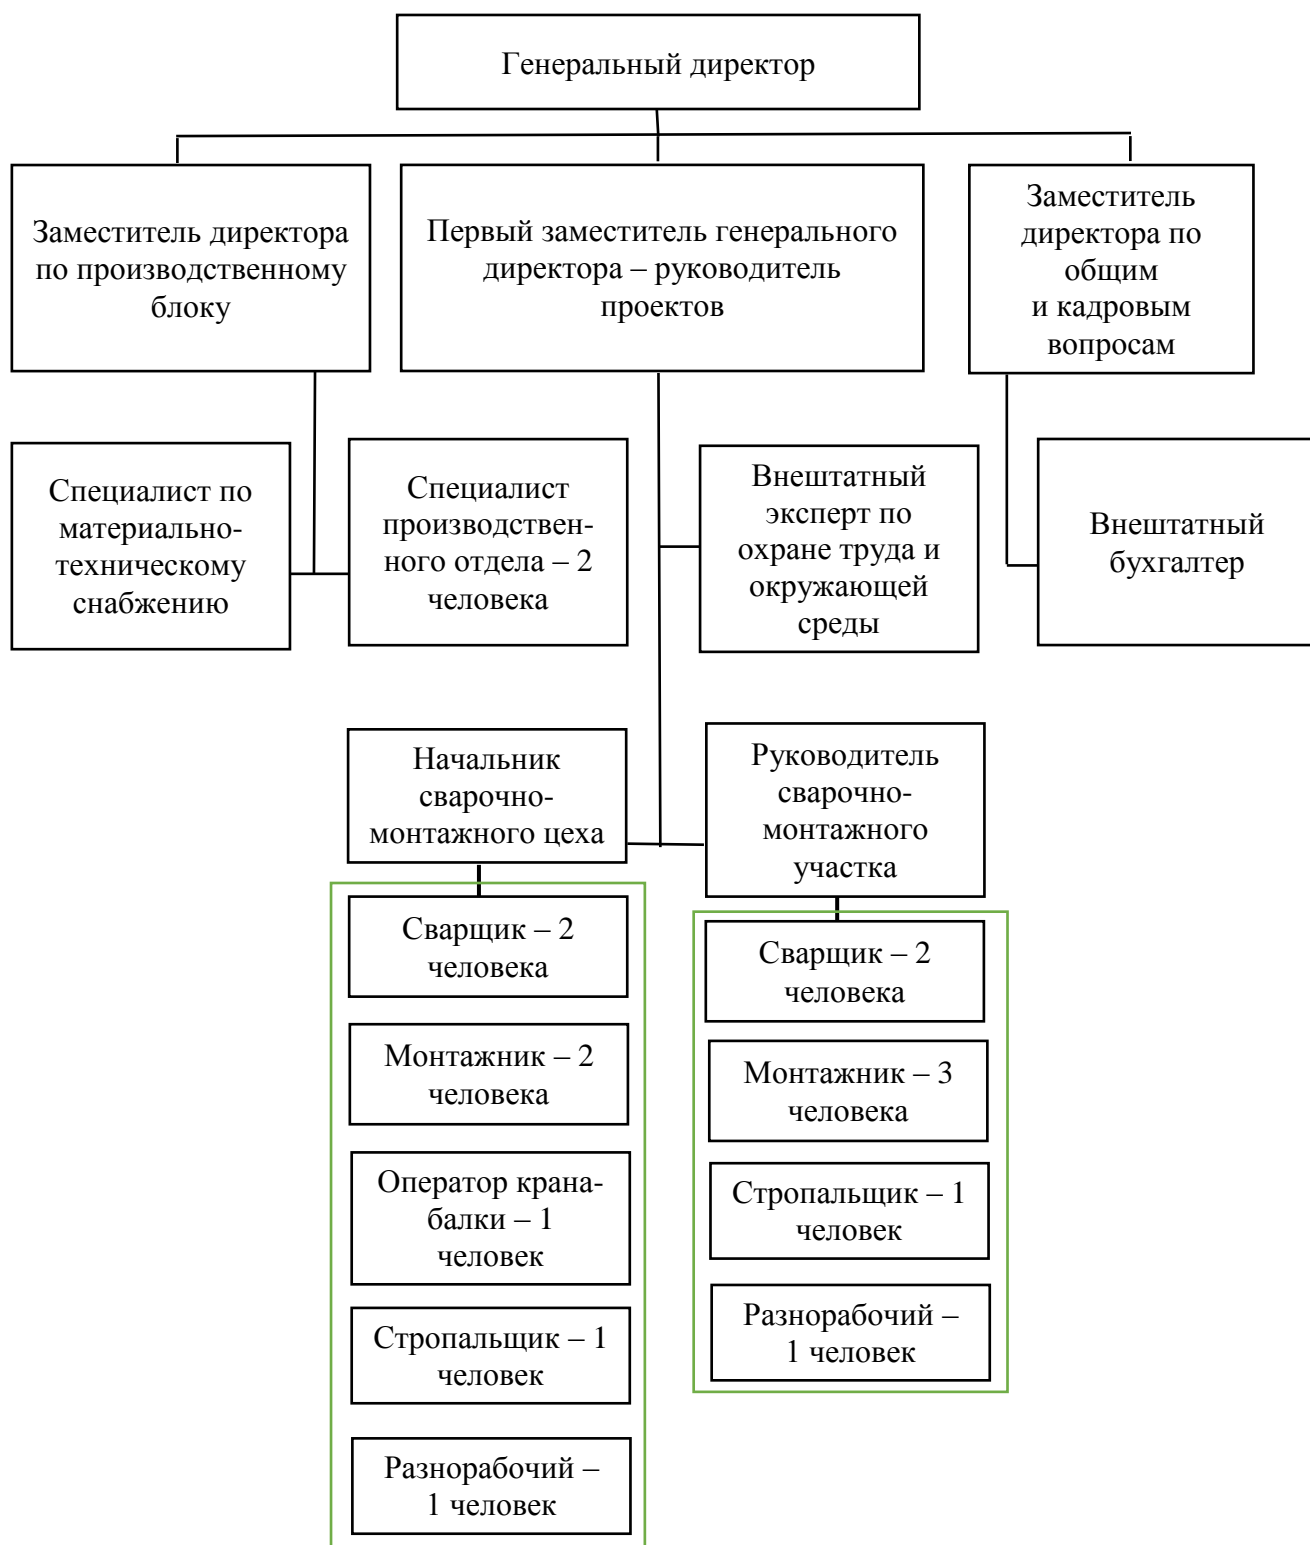 Генеральный директор
Заместитель директора
по производственному
блоку
Первый заместитель генерального
директора – руководитель
проектов
Заместитель
директора по
общим
и кадровым
вопросам
Специалист по
материально-
техническому
снабжению
Специалист
производствен-
ного отдела – 2
человека
Внештатный
эксперт по
охране труда и
окружающей
среды
Внештатный
бухгалтер
Начальник
сварочно-
монтажного цеха
Руководитель
сварочно-
монтажного
участка
Сварщик – 2
человека
Монтажник – 2
человека
Оператор крана-
балки – 1
человек
Стропальщик – 1
человек
Разнорабочий –
1 человек
Сварщик – 2
человека
Монтажник – 3
человека
Стропальщик – 1
человек
Разнорабочий –
1 человек